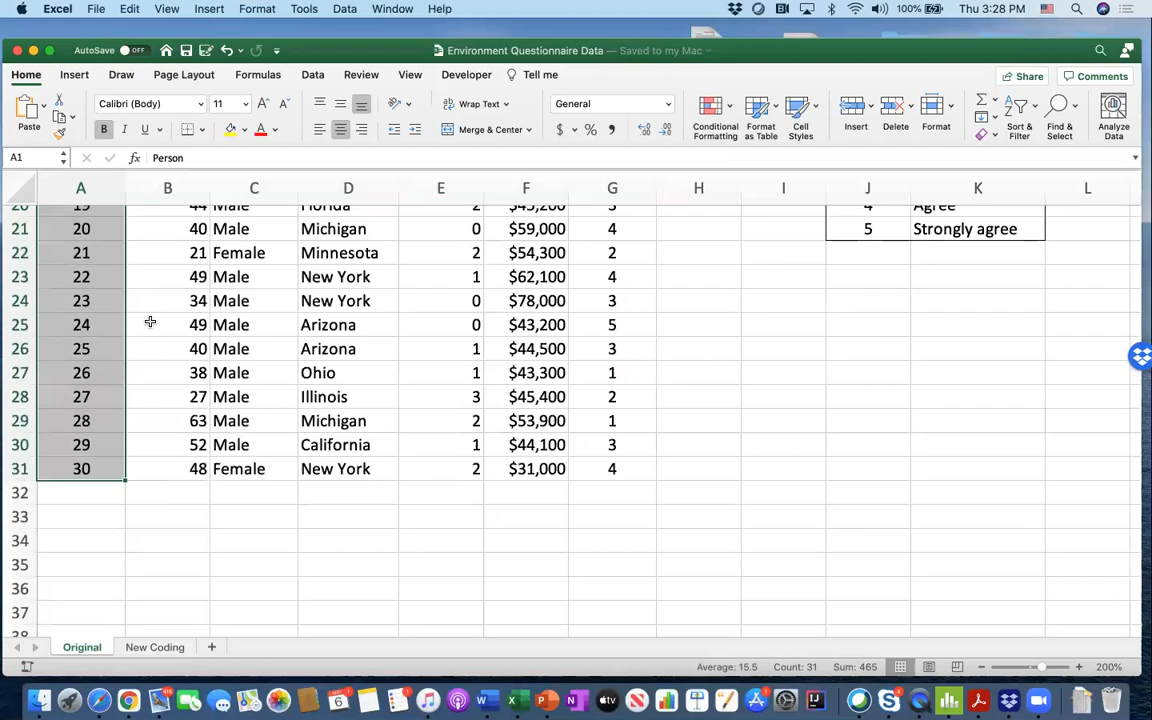 Excel File Edit View Insert Format Tools Data Window Help 100% Thu 3:28 PM
AutoSave OFF Environment Questionnaire Data — Saved to my Mac
Home Insert Draw Page Layout Formulas Data Review View Developer Tell me Share Comments
Calibri (Body) 11 Wrap Text General
Paste B I U Merge & Center $ % Conditional Formatting Format as Table Cell Styles Insert Delete Format Sort & Filter Find & Select Analyze Data
A1 fx Person
A B C D E F G H I J K L
20 19 44 Male Florida 2 $45,200 3 4 Agree
21 20 40 Male Michigan 0 $59,000 4 5 Strongly agree
22 21 21 Female Minnesota 2 $54,300 2
23 22 49 Male New York 1 $62,100 4
24 23 34 Male New York 0 $78,000 3
25 24 49 Male Arizona 0 $43,200 5
26 25 40 Male Arizona 1 $44,500 3
27 26 38 Male Ohio 1 $43,300 1
28 27 27 Male Illinois 3 $45,400 2
29 28 63 Male Michigan 2 $53,900 1
30 29 52 Male California 1 $44,100 3
31 30 48 Female New York 2 $31,000 4
32
33
34
35
36
37
38
Original New Coding +
Average: 15.5 Count: 31 Sum: 465 200%